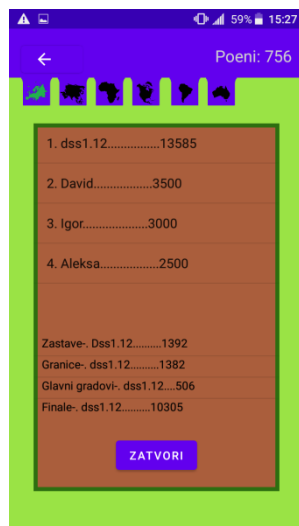 59% 15:27
Poeni: 756
1. dss1.12................13585
2. David..................3500
3. Igor....................3000
4. Aleksa..................2500
Zastave-. Dss1.12..........1392
Granice-. dss1.12..........1382
Glavni gradovi-. dss1.12....506
Finale-. dss1.12..........10305
ZATVORI